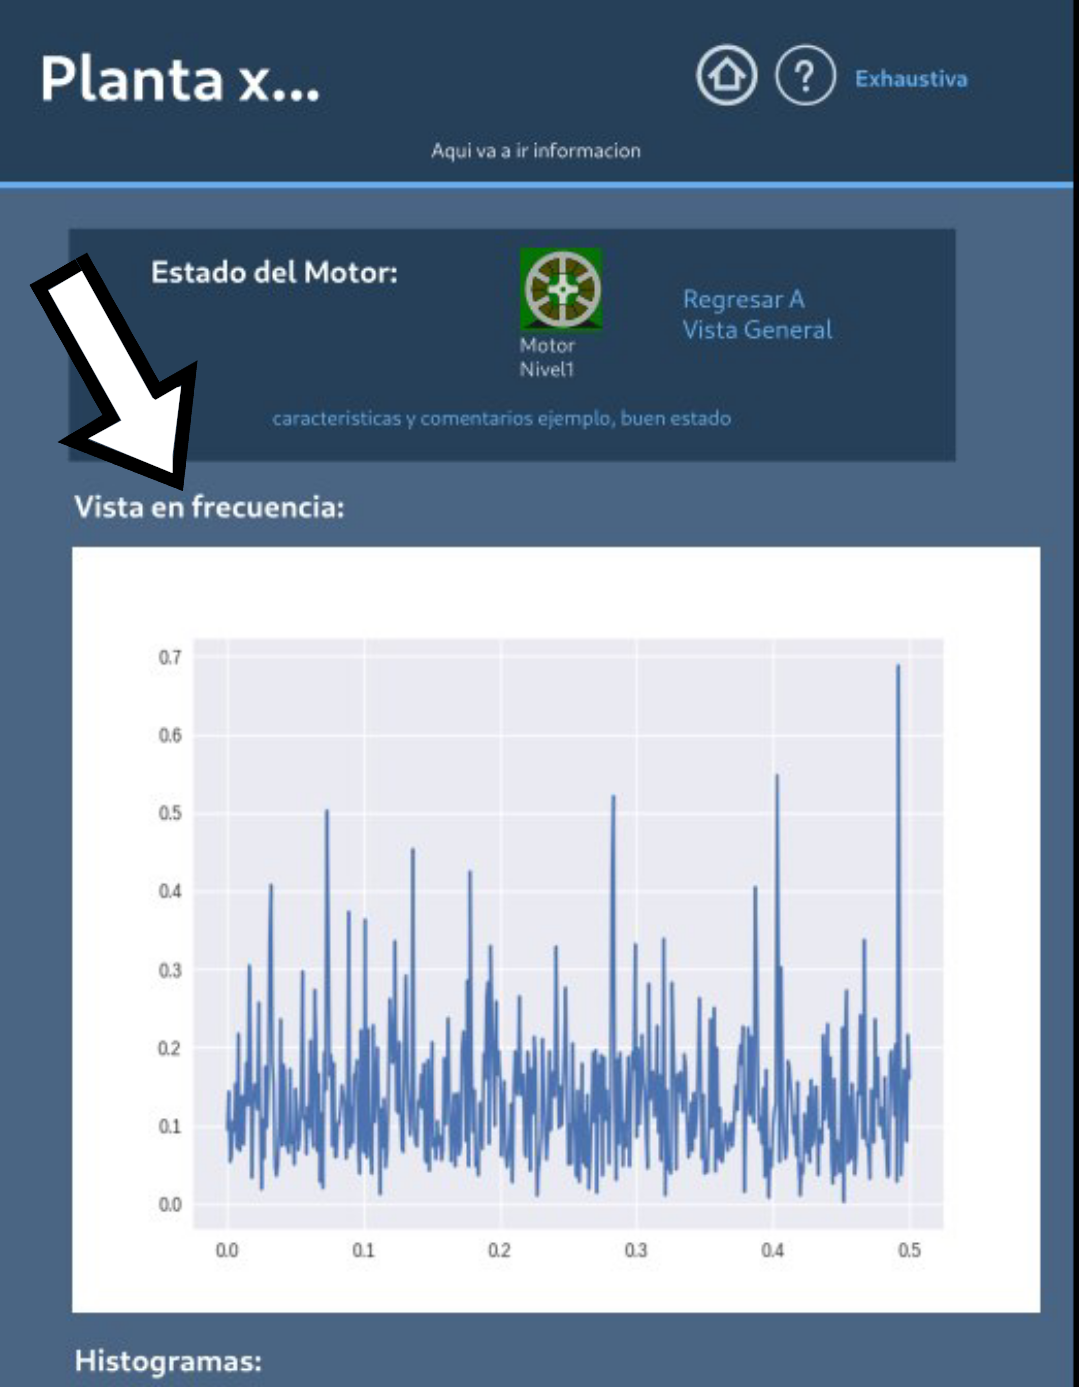 Planta x...
Exhaustiva
Aqui va a ir informacion
Estado del Motor:
Motor
Nivel1
Regresar A
Vista General
caracteristicas y comentarios ejemplo, buen estado
Vista en frecuencia:
0.7
0.6
0.5
0.4
0.3
0.2
0.1
0.0
0.0 0.1 0.2 0.3 0.4 0.5
Histogramas: